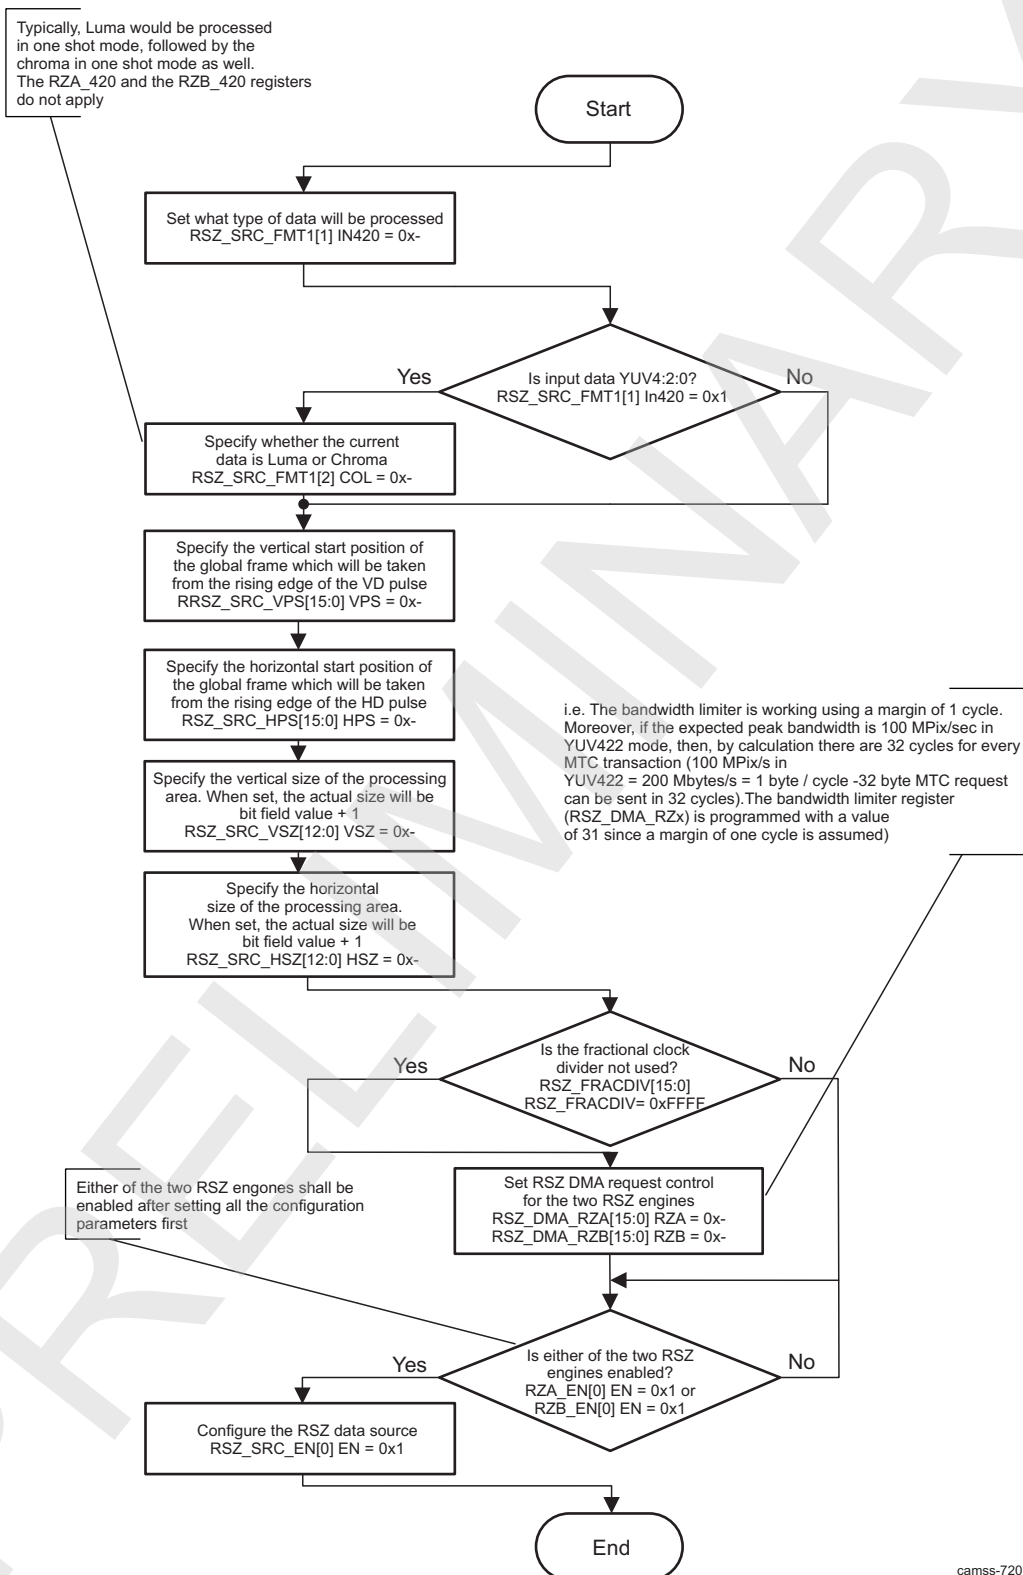 Typically, Luma would be processed
in one shot mode, followed by the
chroma in one shot mode as well.
The RZA_420 and the RZB_420 registers
do not apply
Start
Set what type of data will be processed
RSZ_SRC_FMT1[1] IN420 = 0x-
Is input data YUV4:2:0?
RSZ_SRC_FMT1[1] In420 = 0x1
Yes
No
Specify whether the current
data is Luma or Chroma
RSZ_SRC_FMT1[2] COL = 0x-
Specify the vertical start position of
the global frame which will be taken
from the rising edge of the VD pulse
RRSZ_SRC_VPS[15:0] VPS = 0x-
Specify the horizontal start position of
the global frame which will be taken
from the rising edge of the HD pulse
RSZ_SRC_HPS[15:0] HPS = 0x-
i.e. The bandwidth limiter is working using a margin of 1 cycle.
Moreover, if the expected peak bandwidth is 100 MPix/sec in
YUV422 mode, then, by calculation there are 32 cycles for every
MTC transaction (100 MPix/s in
YUV422 = 200 Mbytes/s = 1 byte / cycle -32 byte MTC request
can be sent in 32 cycles).The bandwidth limiter register
(RSZ_DMA_RZx) is programmed with a value
of 31 since a margin of one cycle is assumed)
Specify the vertical size of the processing
area. When set, the actual size will be
bit field value + 1
RSZ_SRC_VSZ[12:0] VSZ = 0x-
Specify the horizontal
size of the processing area.
When set, the actual size will be
bit field value + 1
RSZ_SRC_HSZ[12:0] HSZ = 0x-
Is the fractional clock
divider not used?
RSZ_FRACDIV[15:0]
RSZ_FRACDIV= 0xFFFF
Yes
No
Set RSZ DMA request control
for the two RSZ engines
RSZ_DMA_RZA[15:0] RZA = 0x-
RSZ_DMA_RZB[15:0] RZB = 0x-
Either of the two RSZ engones shall be
enabled after setting all the configuration
parameters first
Is either of the two RSZ
engines enabled?
RZA_EN[0] EN = 0x1 or
RZB_EN[0] EN = 0x1
Yes
No
Configure the RSZ data source
RSZ_SRC_EN[0] EN = 0x1
End
camss-720
PRELIMINARY